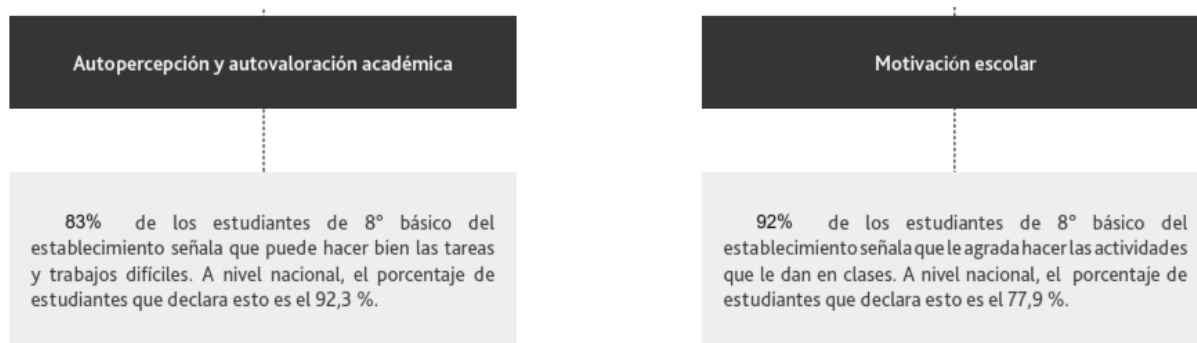 Autopercepción y autovaloración académica
83% de los estudiantes de 8° básico del
establecimiento señala que puede hacer bien las tareas
y trabajos difíciles. A nivel nacional, el porcentaje de
estudiantes que declara esto es el 92,3 %.
Motivación escolar
92% de los estudiantes de 8° básico del
establecimiento señala que le agrada hacer las actividades
que le dan en clases. A nivel nacional, el porcentaje de
estudiantes que declara esto es el 77,9 %.